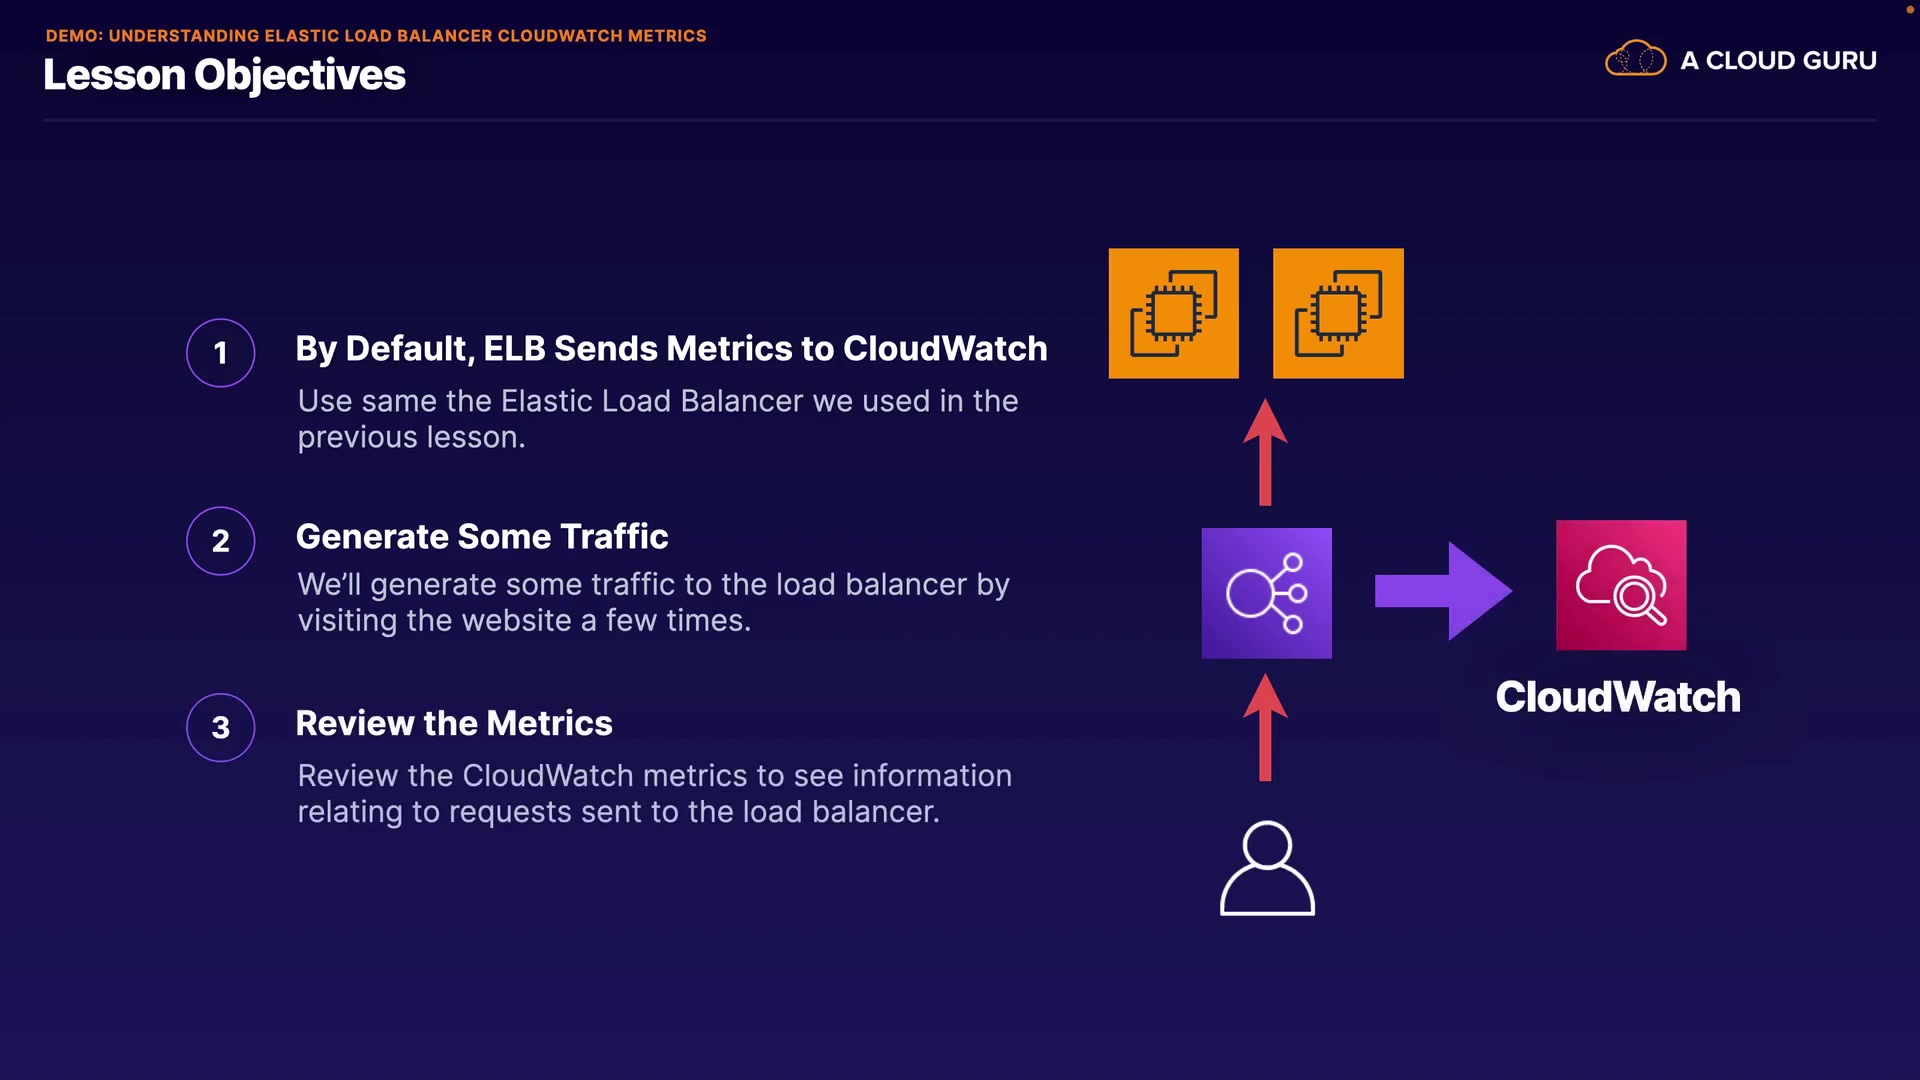 DEMO: UNDERSTANDING ELASTIC LOAD BALANCER CLOUDWATCH METRICS
Lesson Objectives
A CLOUD GURU
1
By Default, ELB Sends Metrics to CloudWatch
Use same the Elastic Load Balancer we used in the
previous lesson.
2
Generate Some Traffic
We’ll generate some traffic to the load balancer by
visiting the website a few times.
3
Review the Metrics
Review the CloudWatch metrics to see information
relating to requests sent to the load balancer.
CloudWatch